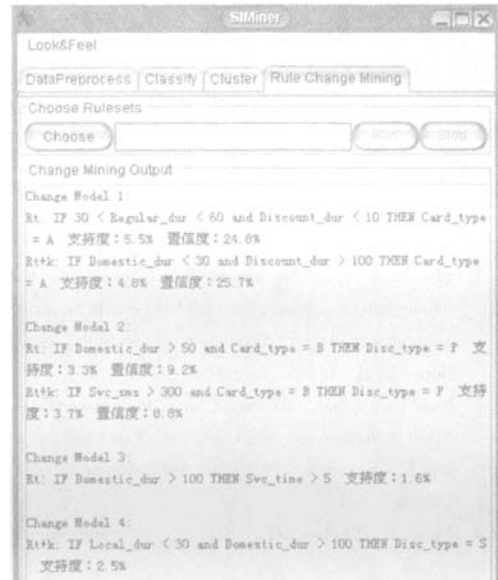 SIMiner
Look&Feel
DataPreprocess Classify Cluster Rule Change Mining
Choose Rulesets
Choose Run Stop
Change Mining Output
Change Model 1:
Rt: IF 30 < Regular_dur < 60 and Discount_dur < 10 THEN Card_type
= A 支持度：5.5% 置信度：24.8%
Rt+k: IF Domestic_dur < 30 and Discount_dur > 100 THEN Card_type
= A 支持度：4.8% 置信度：25.7%
Change Model 2:
Rt: IF Domestic_dur > 50 and Card_type = B THEN Disc_type = P 支
持度：3.3% 置信度：9.2%
Rt+k: IF Svc_sms > 300 and Card_type = B THEN Disc_type = P 支持
度：3.7% 置信度：8.8%
Change Model 3:
Rt: IF Domestic_dur > 100 THEN Svc_time > 5 支持度：1.6%
Change Model 4:
Rt+k: IF Local_dur < 30 and Domestic_dur > 100 THEN Disc_type = S
支持度：2.5%